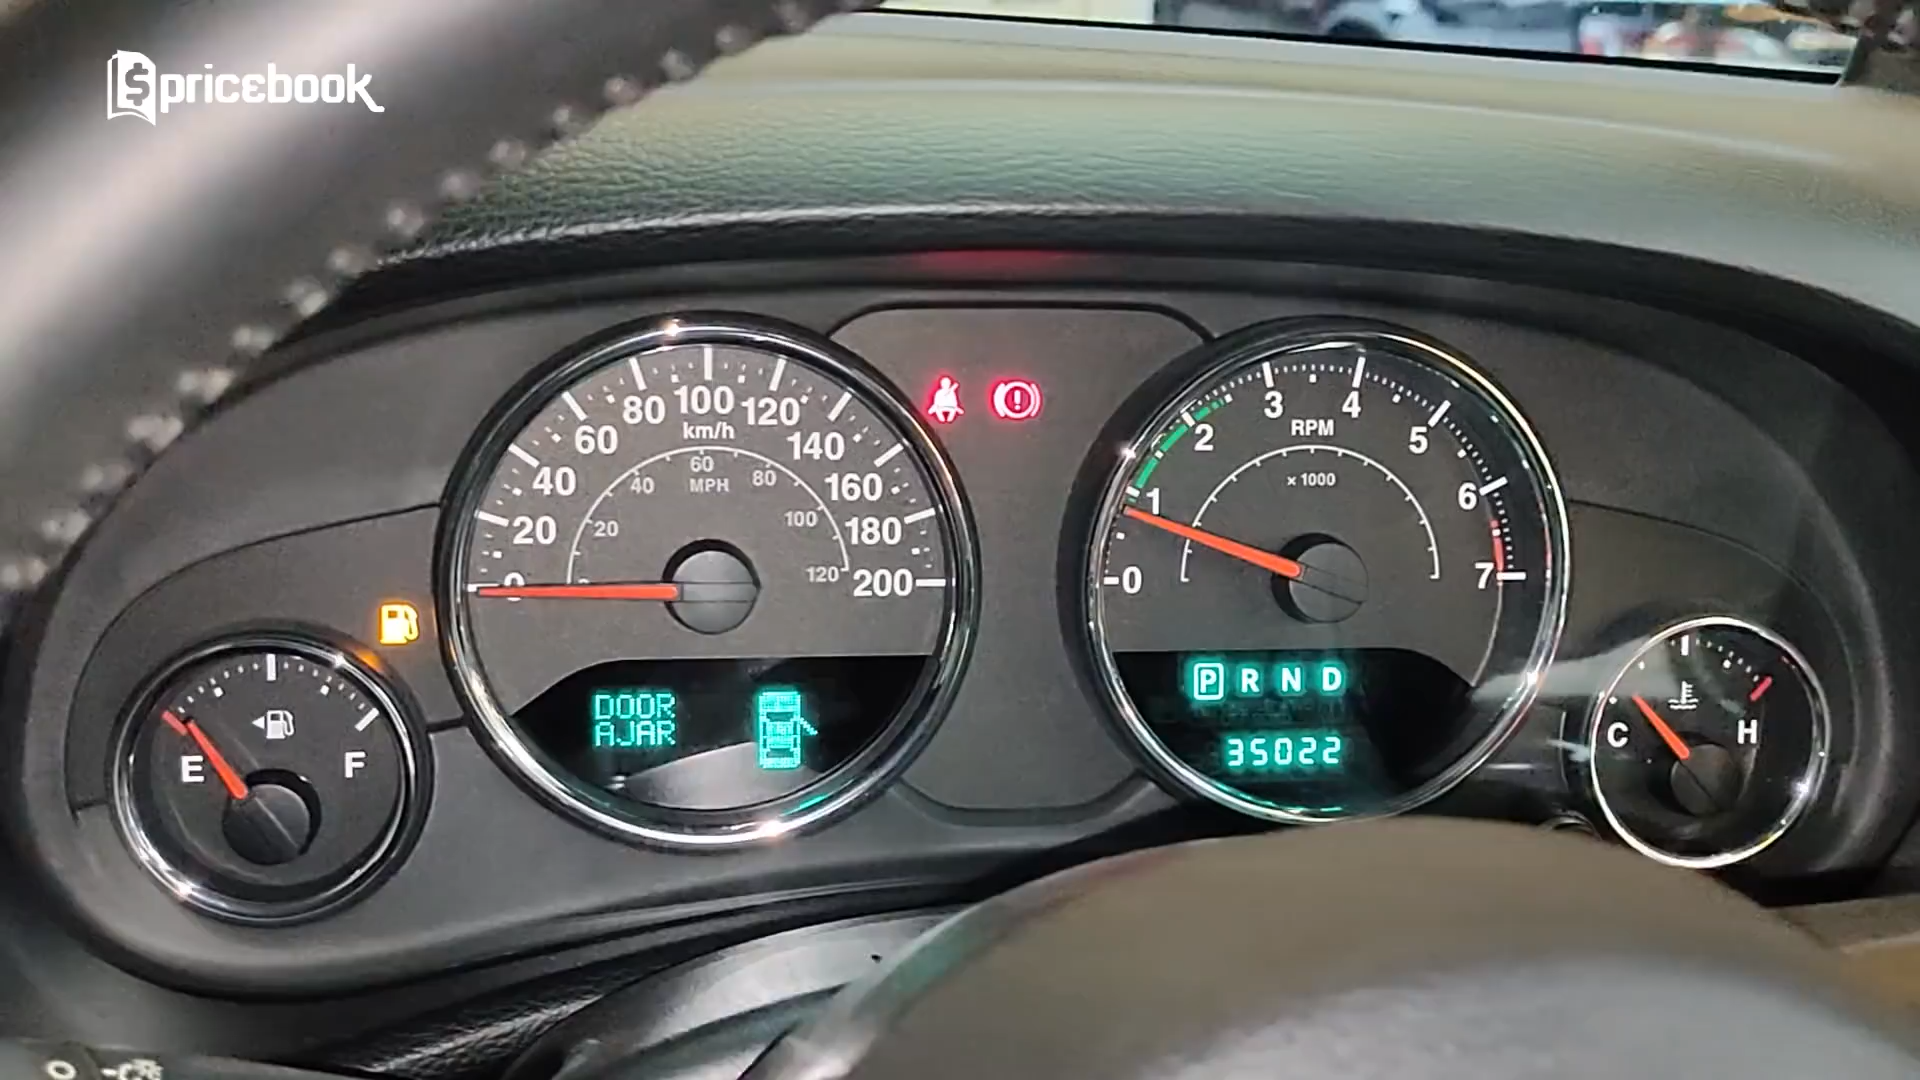 pricebook
80 100 120
60 km/h 140
40 160
20 180
0 200
60
40 MPH 80
20 100
120
3 4
2 RPM 5
1 × 1000 6
0 7
E F
DOOR
AJAR
P R N D
35022
C H